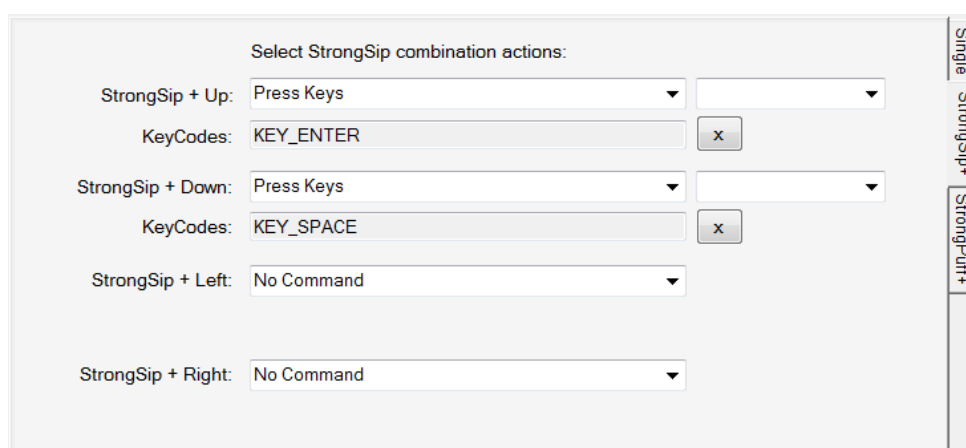 Select StrongSip combination actions:
StrongSip + Up: Press Keys
KeyCodes: KEY_ENTER x
StrongSip + Down: Press Keys
KeyCodes: KEY_SPACE x
StrongSip + Left: No Command
StrongSip + Right: No Command
Single
StrongSip+
StrongPuff+